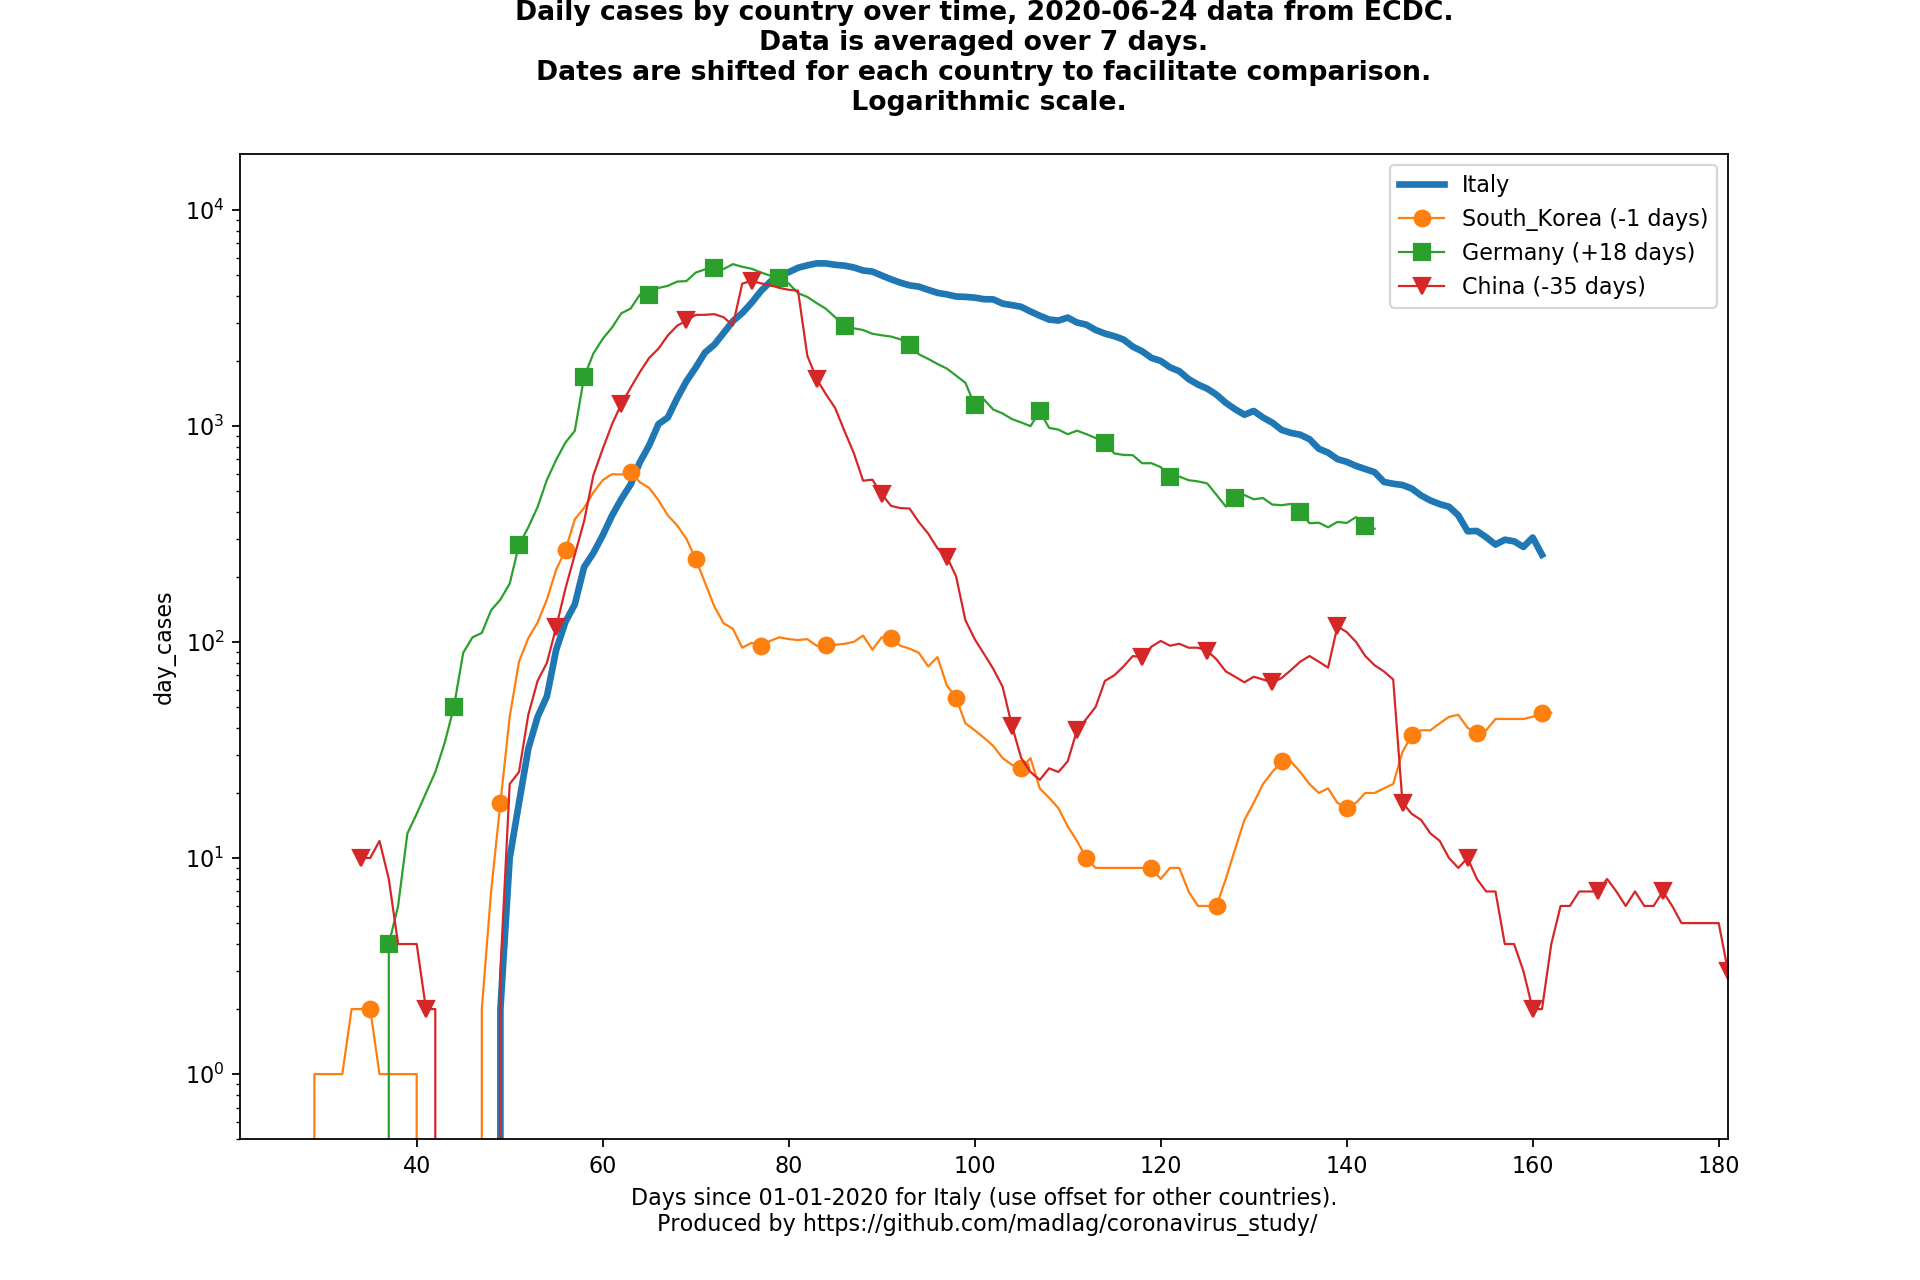 Daily cases by country over time, 2020-06-24 data from ECDC.
Data is averaged over 7 days.
Dates are shifted for each country to facilitate comparison.
Logarithmic scale.
Italy
South_Korea (-1 days)
Germany (+18 days)
China (-35 days)
10⁴
10³
10²
10¹
10⁰
day_cases
40 60 80 100 120 140 160 180
Days since 01-01-2020 for Italy (use offset for other countries).
Produced by https://github.com/madlag/coronavirus_study/